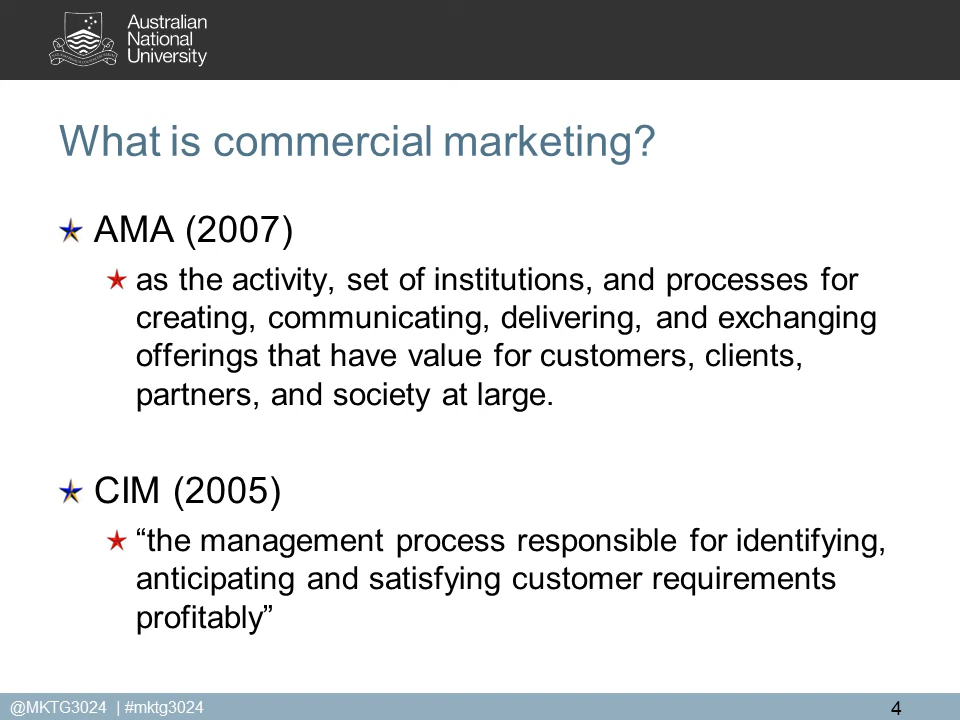 Australian
National
University
What is commercial marketing?
AMA (2007)
as the activity, set of institutions, and processes for
creating, communicating, delivering, and exchanging
offerings that have value for customers, clients,
partners, and society at large.
CIM (2005)
“the management process responsible for identifying,
anticipating and satisfying customer requirements
profitably”
@MKTG3024 | #mktg3024
4